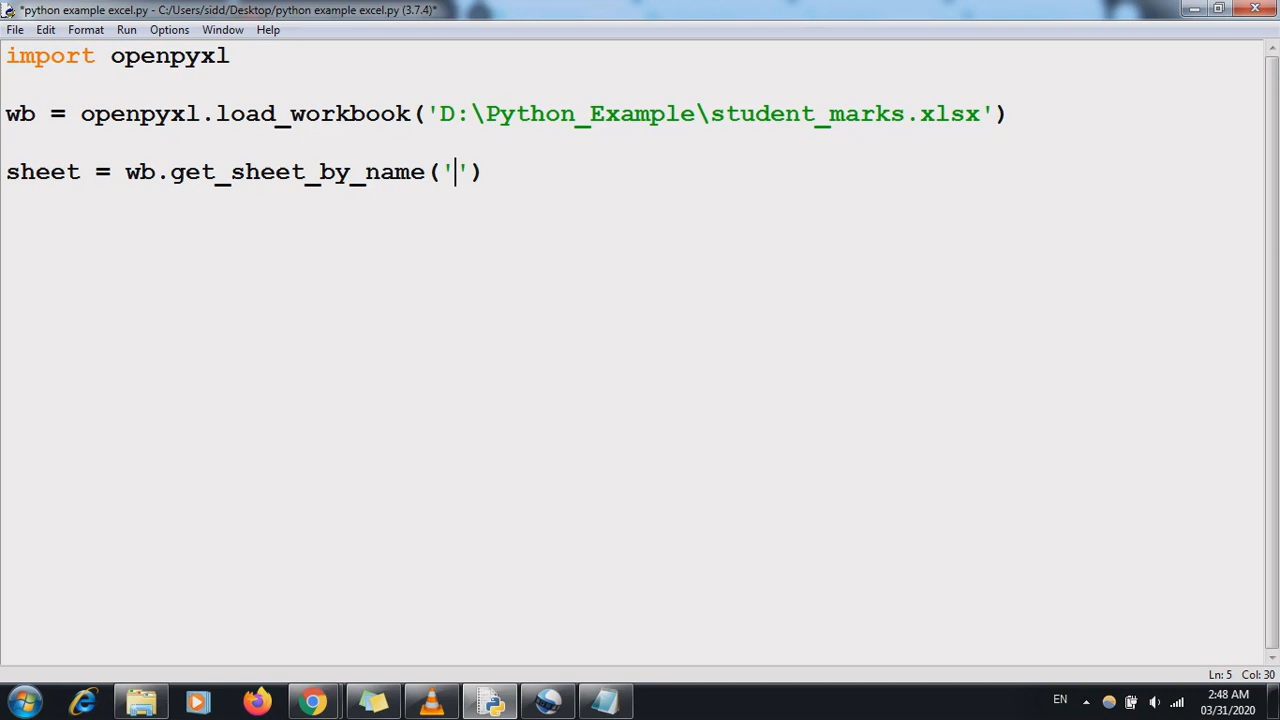 *python example excel.py - C:/Users/sidd/Desktop/python example excel.py (3.7.4)*
File Edit Format Run Options Window Help
import openpyxl
wb = openpyxl.load_workbook('D:\Python_Example\student_marks.xlsx')
sheet = wb.get_sheet_by_name('')
Ln: 5 Col: 30
EN
2:48 AM
03/31/2020